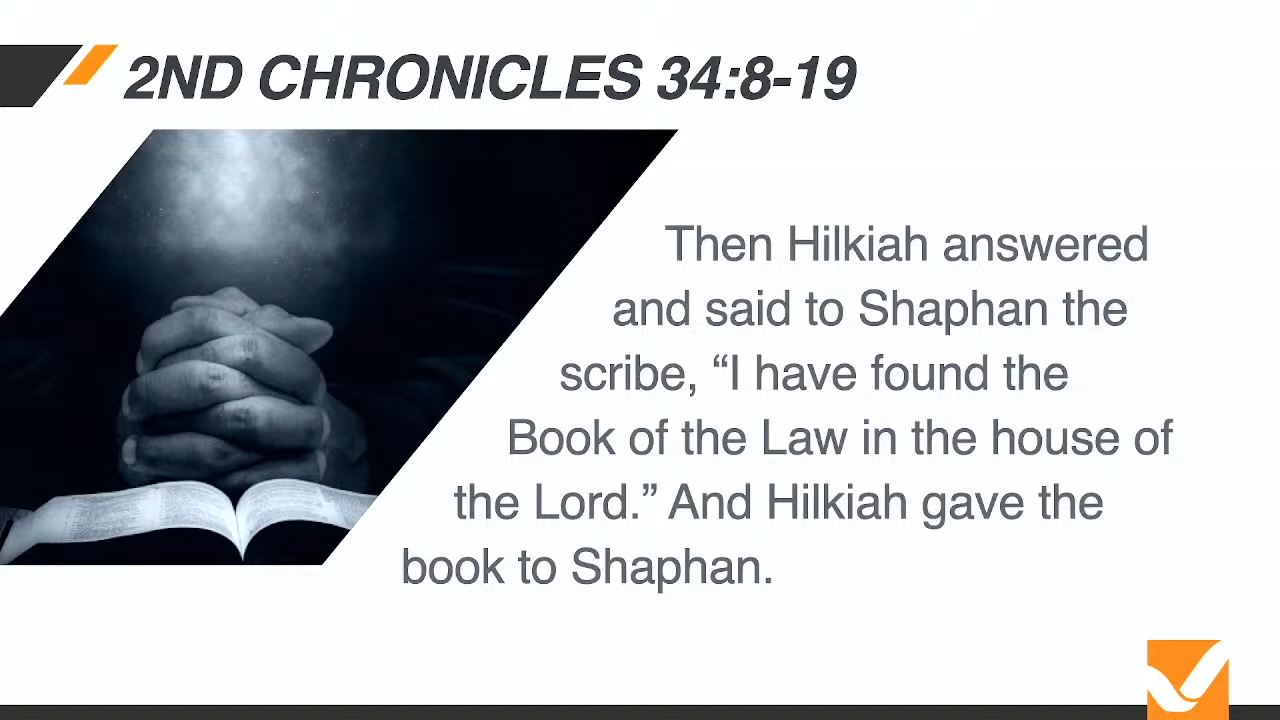 2ND CHRONICLES 34:8-19
Then Hilkiah answered
and said to Shaphan the
scribe, “I have found the
Book of the Law in the house of
the Lord.” And Hilkiah gave the
book to Shaphan.